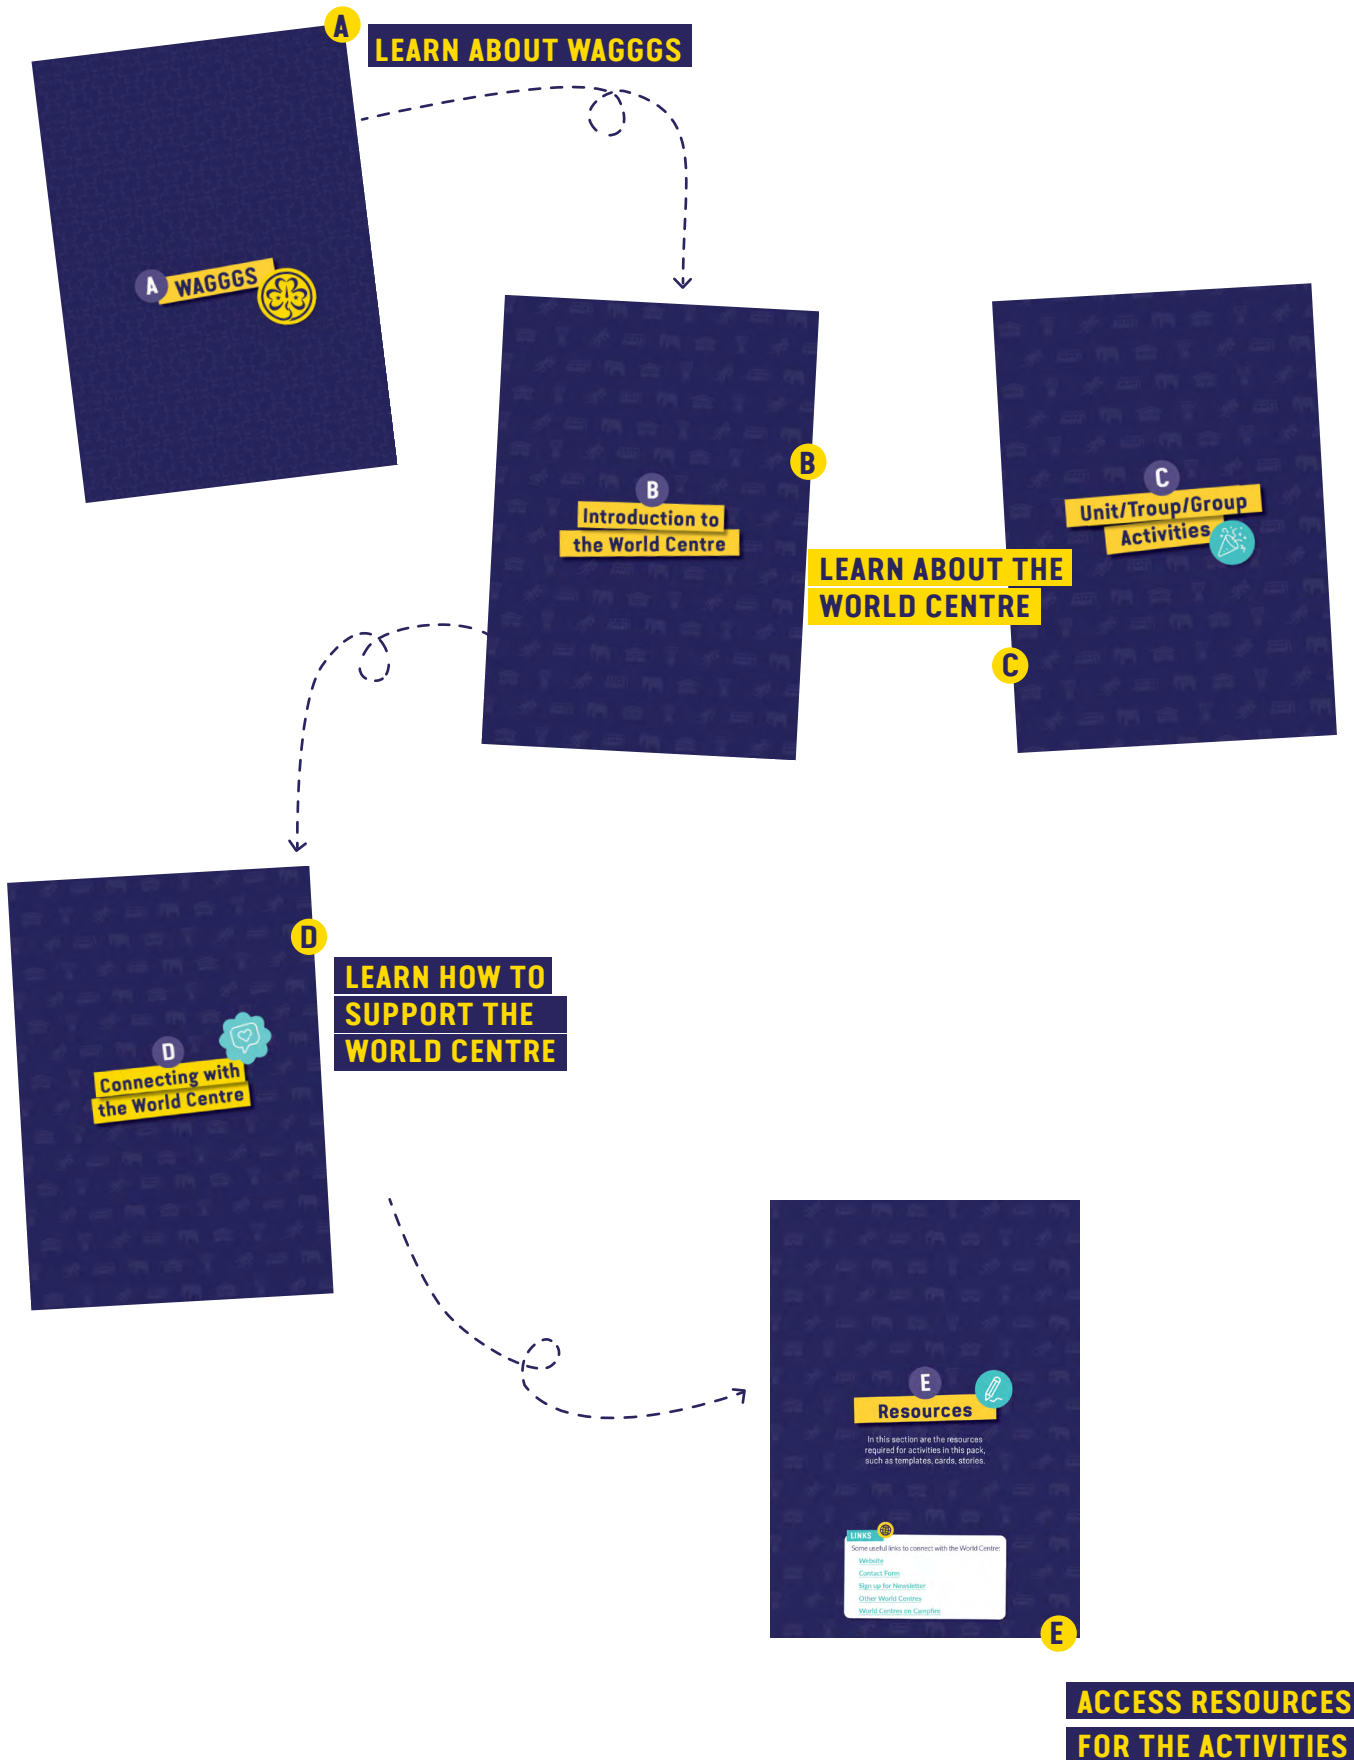 A
LEARN ABOUT WAGGGS
A
WAGGGS
B
Introduction to
the World Centre
B
LEARN ABOUT THE
WORLD CENTRE
C
Unit/Troup/Group
Activities
C
D
LEARN HOW TO
SUPPORT THE
WORLD CENTRE
D
Connecting with
the World Centre
E
Resources
In this section are the resources
required for activities in this pack,
such as templates, cards, stories.
LINKS
Some useful links to connect with the World Centre:
Website
Contact Form
Sign up for Newsletter
Other World Centres
World Centres on Campfire
E
ACCESS RESOURCES
FOR THE ACTIVITIES